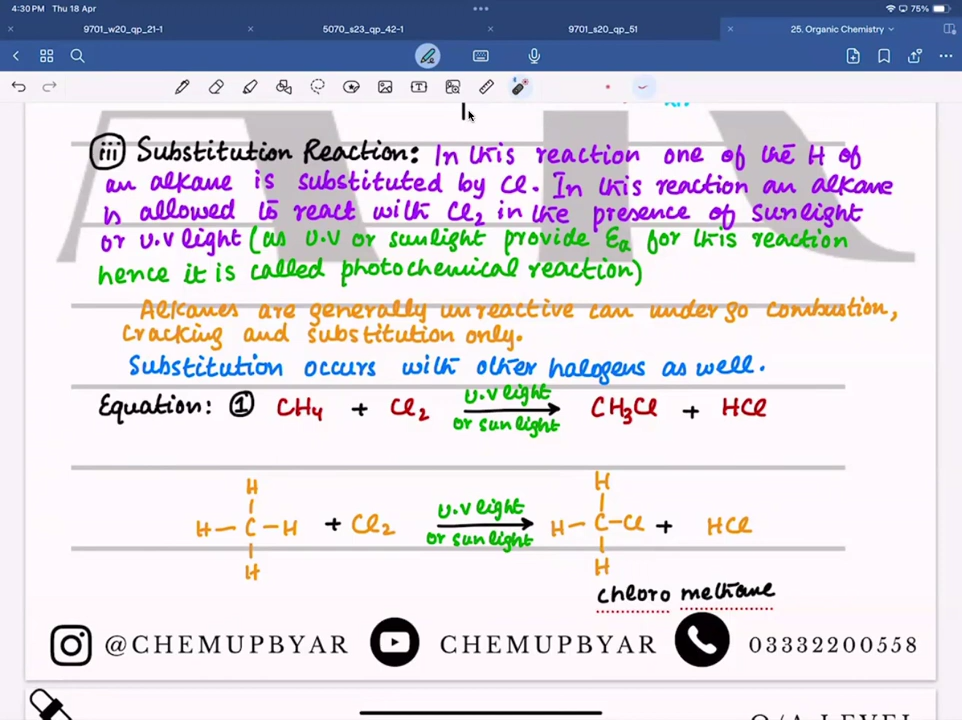 4:30 PM Thu 18 Apr
75%
9701_w20_qp_21-1
5070_s23_qp_42-1
9701_s20_qp_51
25. Organic Chemistry
AR
iii Substitution Reaction: In this reaction one of the H of
an alkane is substituted by Cl. In this reaction an alkane
is allowed to react with Cl2 in the presence of sunlight
or U.V light (as U.V or sunlight provide Ea for this reaction
hence it is called photochemical reaction)
Alkanes are generally unreactive can undergo combustion,
cracking and substitution only.
Substitution occurs with other halogens as well.
Equation: 1 CH4 + Cl2 U.V light or sunlight → CH3Cl + HCl
H H
H–C–H + Cl2 U.V light or sunlight → H–C–Cl + HCl
H H
chloro methane
@CHEMUPBYAR CHEMUPBYAR 03332200558
O/A LEVEL